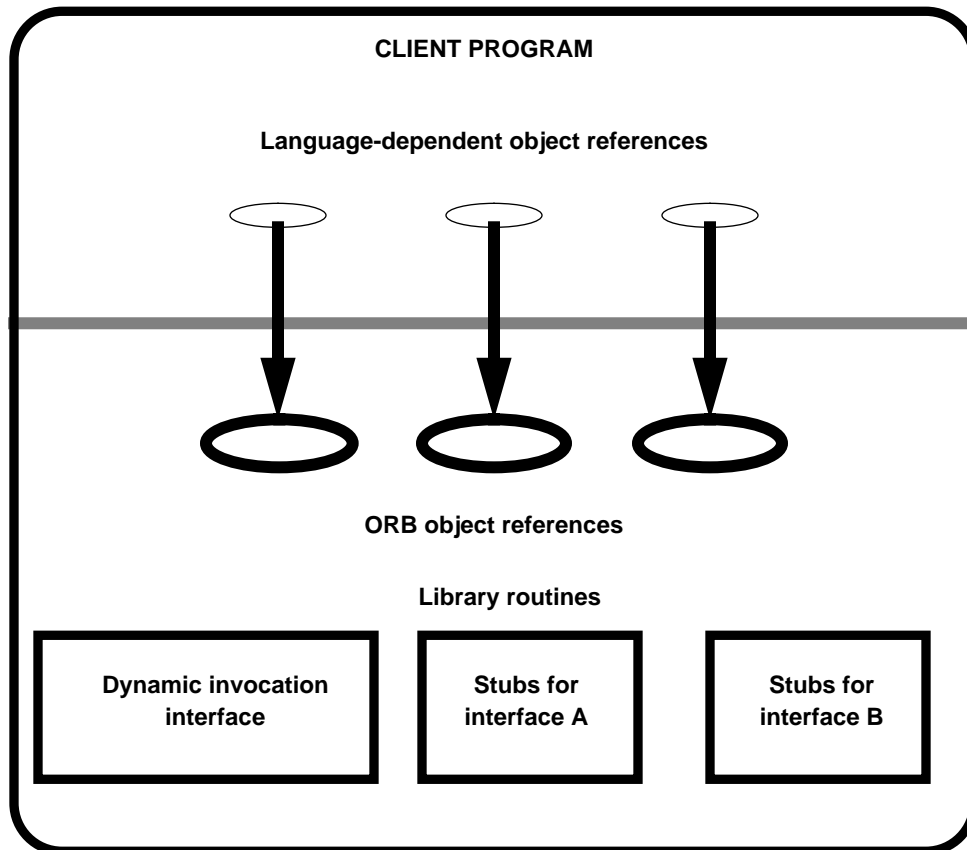 CLIENT PROGRAM
Language-dependent object references
ORB object references
Library routines
Dynamic invocation
interface
Stubs for
interface A
Stubs for
interface B